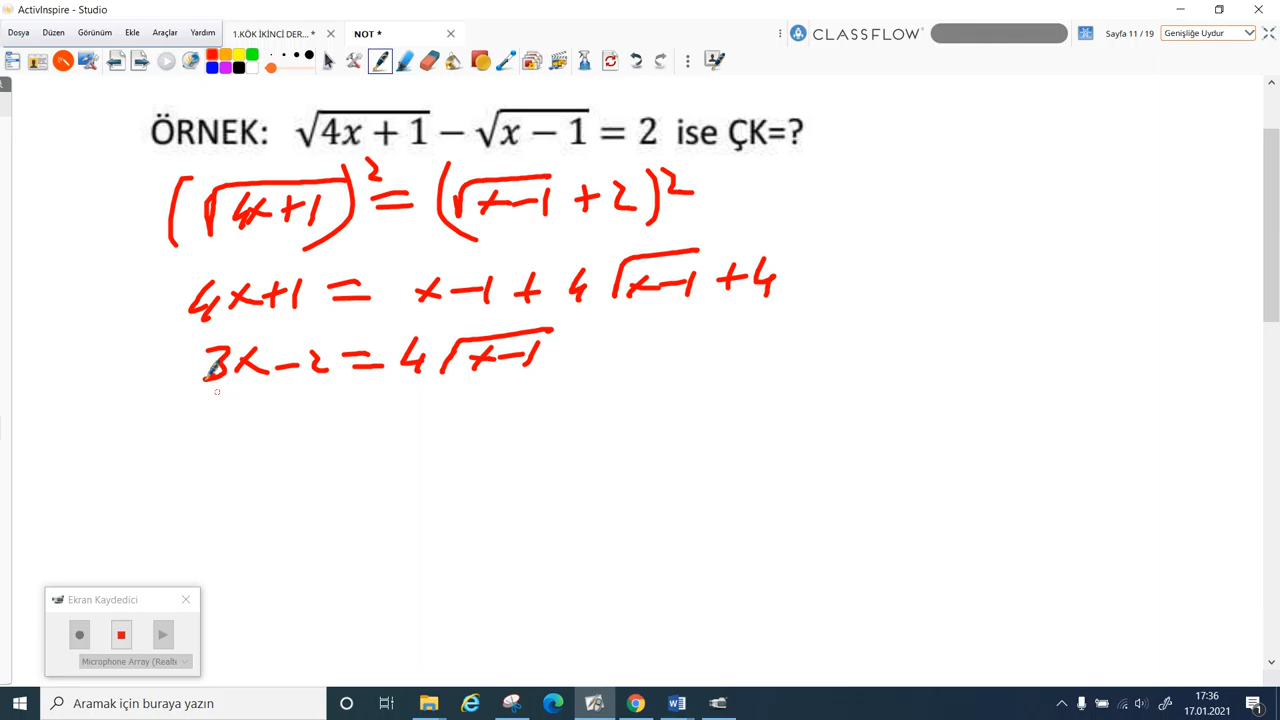 ActivInspire - Studio
Dosya Düzen Görünüm Ekle Araçlar Yardım
1.KÖK İKİNCİ DER... *
NOT *
CLASSFLOW
Sayfa 11 / 19
Genişliğe Uydur
ÖRNEK: √(4x + 1) − √(x − 1) = 2 ise ÇK=?
(√(4x+1))² = (√(x−1) + 2)²
4x+1 = x−1 + 4√(x−1) + 4
3x−2 = 4√(x−1)
Ekran Kaydedici
Microphone Array (Realte
Aramak için buraya yazın
17:36
17.01.2021
1